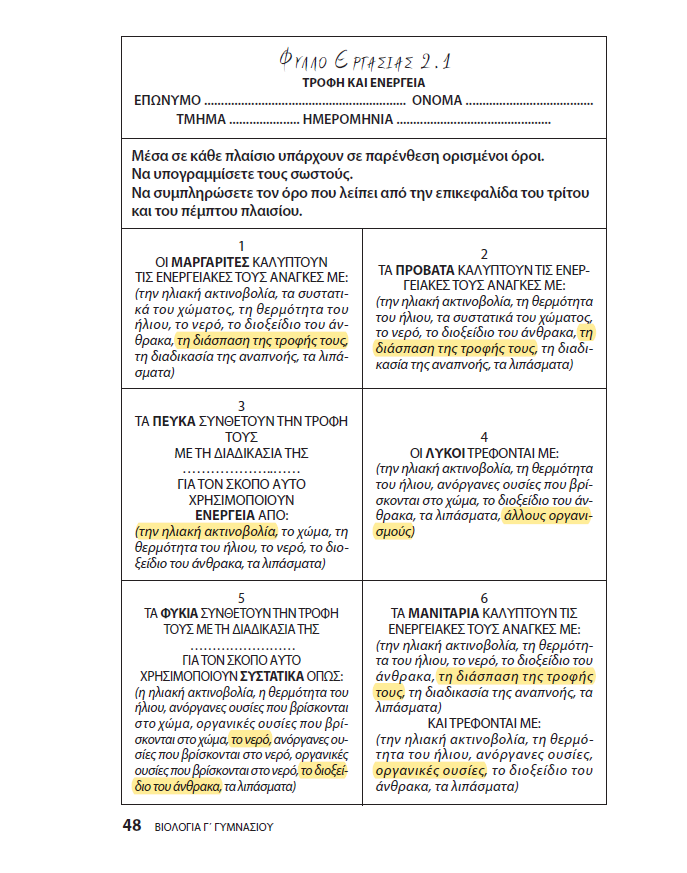 Φυλλο Εργασιας 2.1
ΤΡΟΦΗ ΚΑΙ ΕΝΕΡΓΕΙΑ
ΕΠΩΝΥΜΟ ............................................................ ΟΝΟΜΑ ......................................
ΤΜΗΜΑ ..................... ΗΜΕΡΟΜΗΝΙΑ ..............................................
Μέσα σε κάθε πλαίσιο υπάρχουν σε παρένθεση ορισμένοι όροι.
Να υπογραμμίσετε τους σωστούς.
Να συμπληρώσετε τον όρο που λείπει από την επικεφαλίδα του τρίτου
και του πέμπτου πλαισίου.
1
ΟΙ ΜΑΡΓΑΡΙΤΕΣ ΚΑΛΥΠΤΟΥΝ
ΤΙΣ ΕΝΕΡΓΕΙΑΚΕΣ ΤΟΥΣ ΑΝΑΓΚΕΣ ΜΕ:
(την ηλιακή ακτινοβολία, τα συστατι-
κά του χώματος, τη θερμότητα του
ήλιου, το νερό, το διοξείδιο του άν-
θρακα, τη διάσπαση της τροφής τους,
τη διαδικασία της αναπνοής, τα λιπά-
σματα)
2
ΤΑ ΠΡΟΒΑΤΑ ΚΑΛΥΠΤΟΥΝ ΤΙΣ ΕΝΕΡ-
ΓΕΙΑΚΕΣ ΤΟΥΣ ΑΝΑΓΚΕΣ ΜΕ:
(την ηλιακή ακτινοβολία, τη θερμότητα
του ήλιου, τα συστατικά του χώματος,
το νερό, το διοξείδιο του άνθρακα, τη
διάσπαση της τροφής τους, τη διαδι-
κασία της αναπνοής, τα λιπάσματα)
3
ΤΑ ΠΕΥΚΑ ΣΥΝΘΕΤΟΥΝ ΤΗΝ ΤΡΟΦΗ
ΤΟΥΣ
ΜΕ ΤΗ ΔΙΑΔΙΚΑΣΙΑ ΤΗΣ
………………...……
ΓΙΑ ΤΟΝ ΣΚΟΠΟ ΑΥΤΟ
ΧΡΗΣΙΜΟΠΟΙΟΥΝ
ΕΝΕΡΓΕΙΑ ΑΠΟ:
(την ηλιακή ακτινοβολία, το χώμα, τη
θερμότητα του ήλιου, το νερό, το διο-
ξείδιο του άνθρακα, τα λιπάσματα)
4
ΟΙ ΛΥΚΟΙ ΤΡΕΦΟΝΤΑΙ ΜΕ:
(την ηλιακή ακτινοβολία, τη θερμότητα
του ήλιου, ανόργανες ουσίες που βρί-
σκονται στο χώμα, το διοξείδιο του άν-
θρακα, τα λιπάσματα, άλλους οργανι-
σμούς)
5
ΤΑ ΦΥΚΙΑ ΣΥΝΘΕΤΟΥΝ ΤΗΝ ΤΡΟΦΗ
ΤΟΥΣ ΜΕ ΤΗ ΔΙΑΔΙΚΑΣΙΑ ΤΗΣ
……………………
ΓΙΑ ΤΟΝ ΣΚΟΠΟ ΑΥΤΟ
ΧΡΗΣΙΜΟΠΟΙΟΥΝ ΣΥΣΤΑΤΙΚΑ ΟΠΩΣ:
(η ηλιακή ακτινοβολία, η θερμότητα του
ήλιου, ανόργανες ουσίες που βρίσκονται
στο χώμα, οργανικές ουσίες που βρί-
σκονται στο χώμα, το νερό, ανόργανες ου-
σίες που βρίσκονται στο νερό, οργανικές
ουσίες που βρίσκονται στο νερό, το διοξεί-
διο του άνθρακα, τα λιπάσματα)
6
ΤΑ ΜΑΝΙΤΑΡΙΑ ΚΑΛΥΠΤΟΥΝ ΤΙΣ
ΕΝΕΡΓΕΙΑΚΕΣ ΤΟΥΣ ΑΝΑΓΚΕΣ ΜΕ:
(την ηλιακή ακτινοβολία, τη θερμότη-
τα του ήλιου, το νερό, το διοξείδιο του
άνθρακα, τη διάσπαση της τροφής
τους, τη διαδικασία της αναπνοής, τα
λιπάσματα)
ΚΑΙ ΤΡΕΦΟΝΤΑΙ ΜΕ:
(την ηλιακή ακτινοβολία, τη θερμό-
τητα του ήλιου, ανόργανες ουσίες,
οργανικές ουσίες, το διοξείδιο του
άνθρακα, τα λιπάσματα)
48 ΒΙΟΛΟΓΙΑ Γ΄ ΓΥΜΝΑΣΙΟΥ